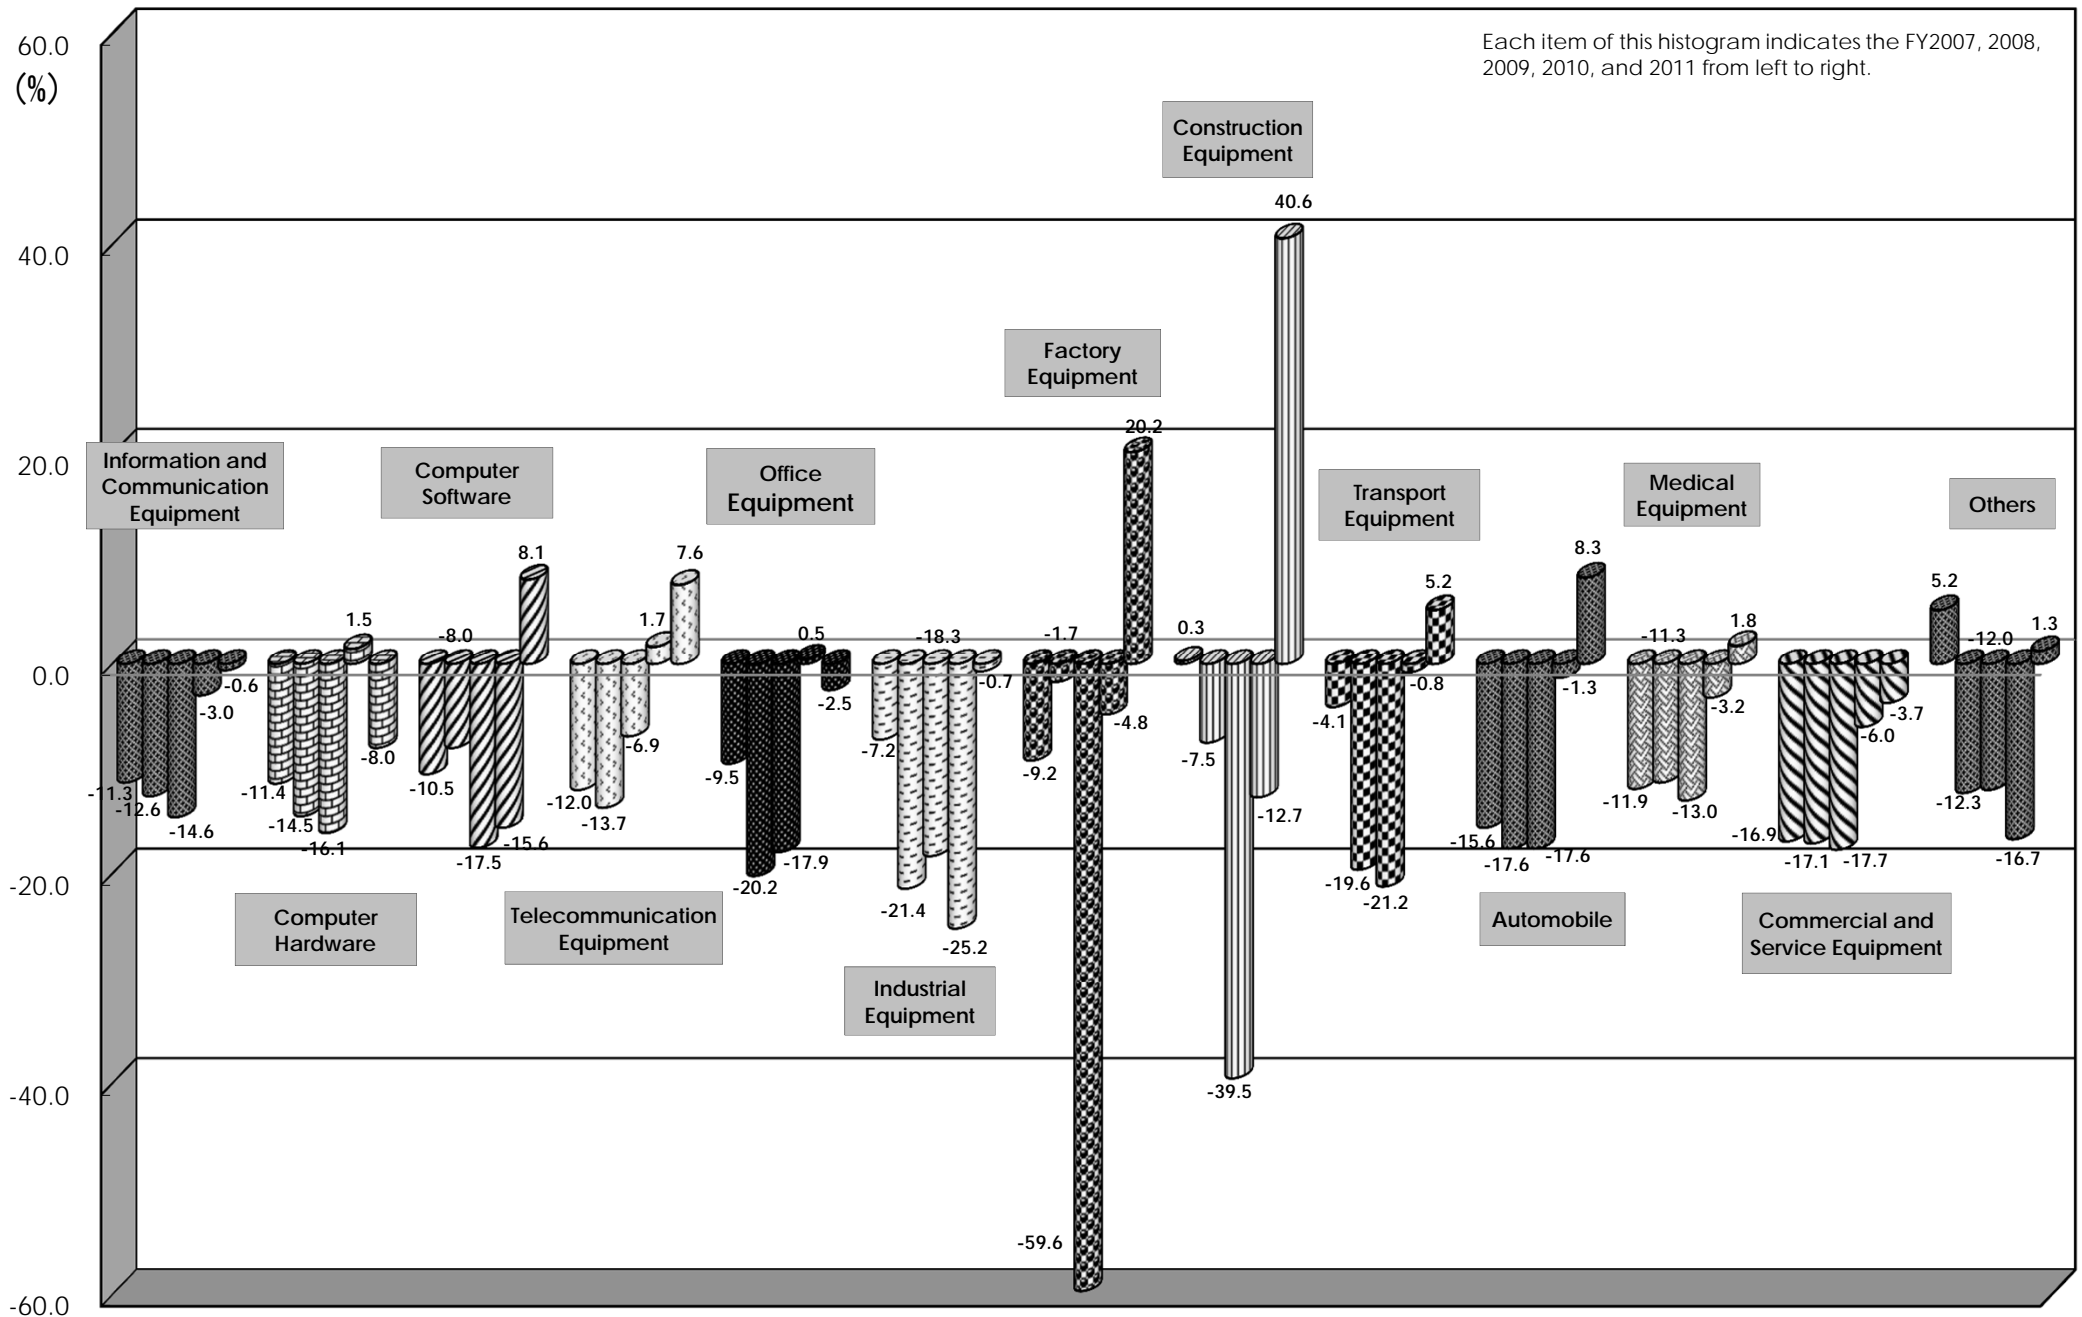 60.0
(%)
40.0
20.0
0.0
-20.0
-40.0
-60.0
Each item of this histogram indicates the FY2007, 2008,
2009, 2010, and 2011 from left to right.
Information and
Communication
Equipment
-11.3
-12.6
-14.6
-3.0
-0.6
Computer
Hardware
-11.4
-14.5
-16.1
1.5
-8.0
Computer
Software
-10.5
-8.0
-17.5
-15.6
8.1
Telecommunication
Equipment
-12.0
-13.7
-6.9
1.7
7.6
Office
Equipment
-9.5
-20.2
-17.9
0.5
-2.5
Industrial
Equipment
-7.2
-21.4
-18.3
-25.2
-0.7
Factory
Equipment
-9.2
-1.7
-59.6
-4.8
20.2
Construction
Equipment
0.3
-7.5
-39.5
-12.7
40.6
Transport
Equipment
-4.1
-19.6
-21.2
-0.8
5.2
Automobile
-15.6
-17.6
-17.6
-1.3
8.3
Medical
Equipment
-11.9
-11.3
-13.0
-3.2
1.8
Commercial and
Service Equipment
-16.9
-17.1
-17.7
-6.0
-3.7
Others
5.2
-12.3
-12.0
-16.7
1.3